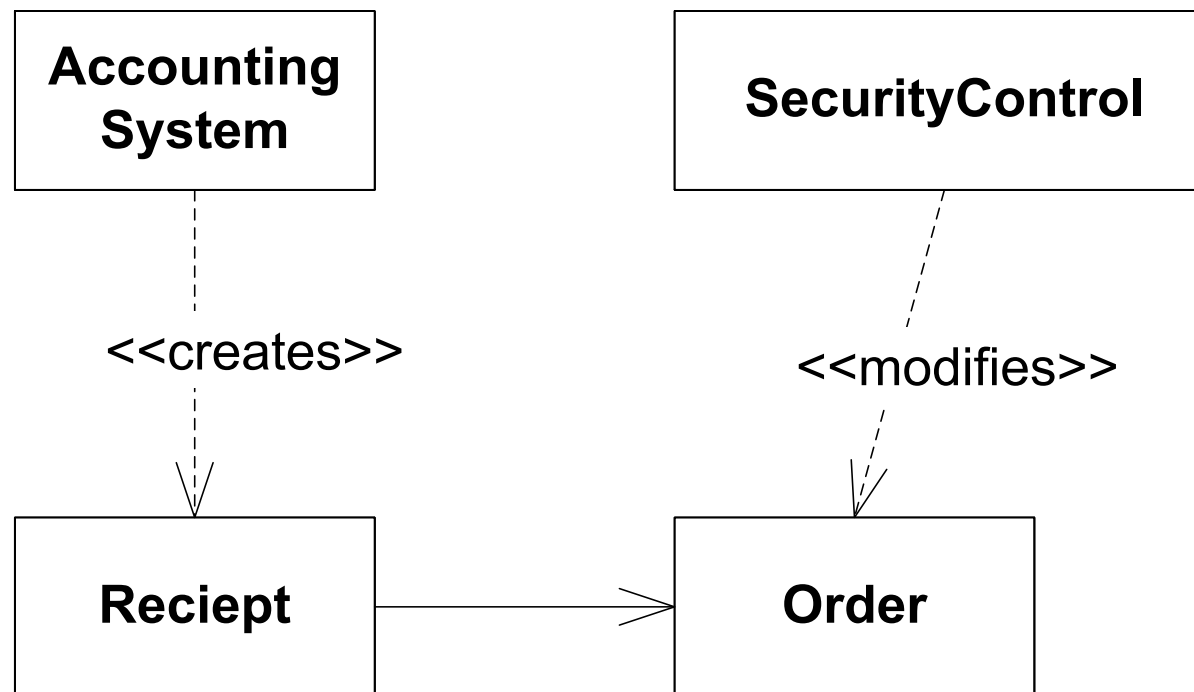 Accounting
System
SecurityControl
<<creates>>
<<modifies>>
Reciept
Order